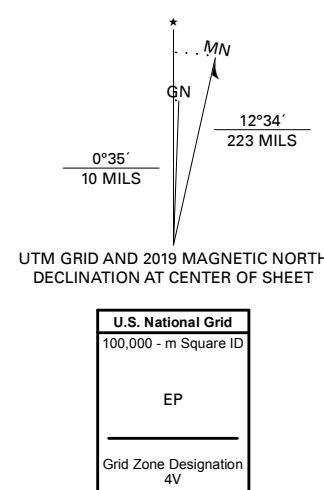 ★
MN
GN
12°34´
223 MILS
0°35´
10 MILS
UTM GRID AND 2019 MAGNETIC NORTH
DECLINATION AT CENTER OF SHEET
U.S. National Grid
100,000 - m Square ID
EP
Grid Zone Designation
4V